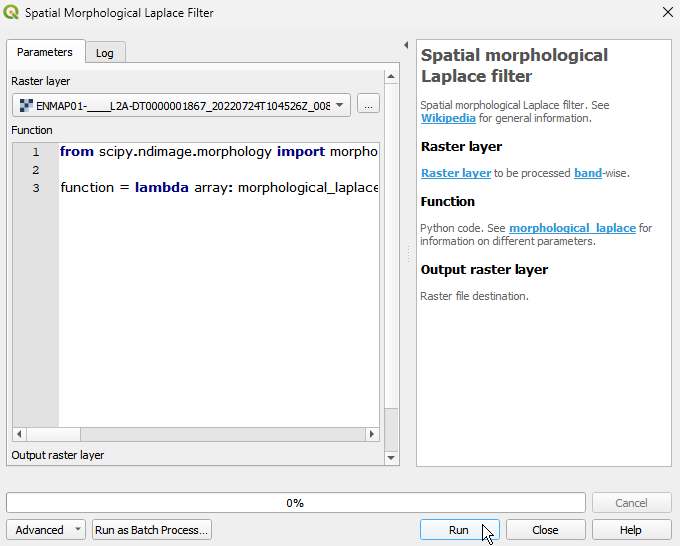 Spatial Morphological Laplace Filter
Parameters
Log
Raster layer
ENMAP01-____L2A-DT0000001867_20220724T104526Z_008
...
Function
1 from scipy.ndimage.morphology import morpho
2
3 function = lambda array: morphological_laplace
Output raster layer
Spatial morphological
Laplace filter
Spatial morphological Laplace filter. See
Wikipedia for general information.
Raster layer
Raster layer to be processed band-wise.
Function
Python code. See morphological_laplace for
information on different parameters.
Output raster layer
Raster file destination.
0%
Cancel
Advanced
Run as Batch Process...
Run
Close
Help